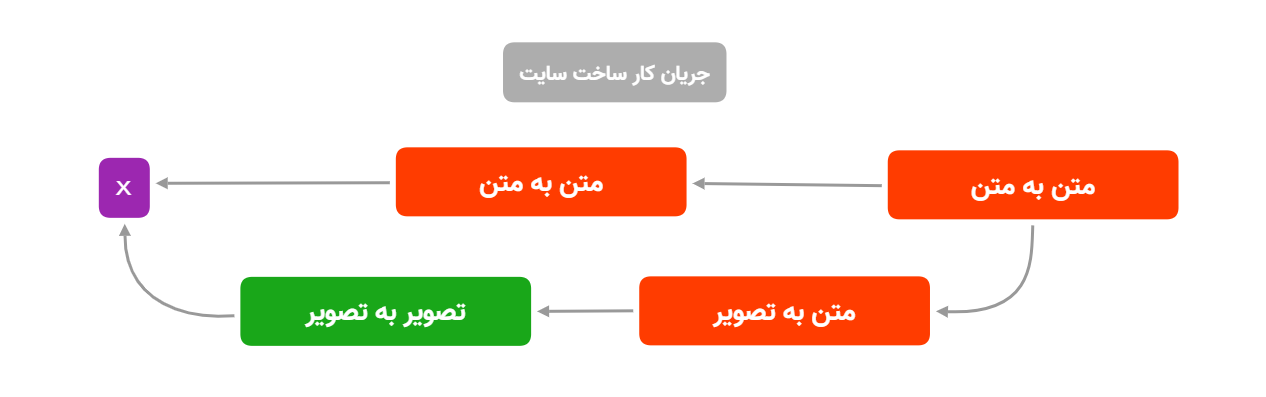 جریان کار ساخت سایت
متن به متن
متن به متن
x
متن به تصویر
تصویر به تصویر